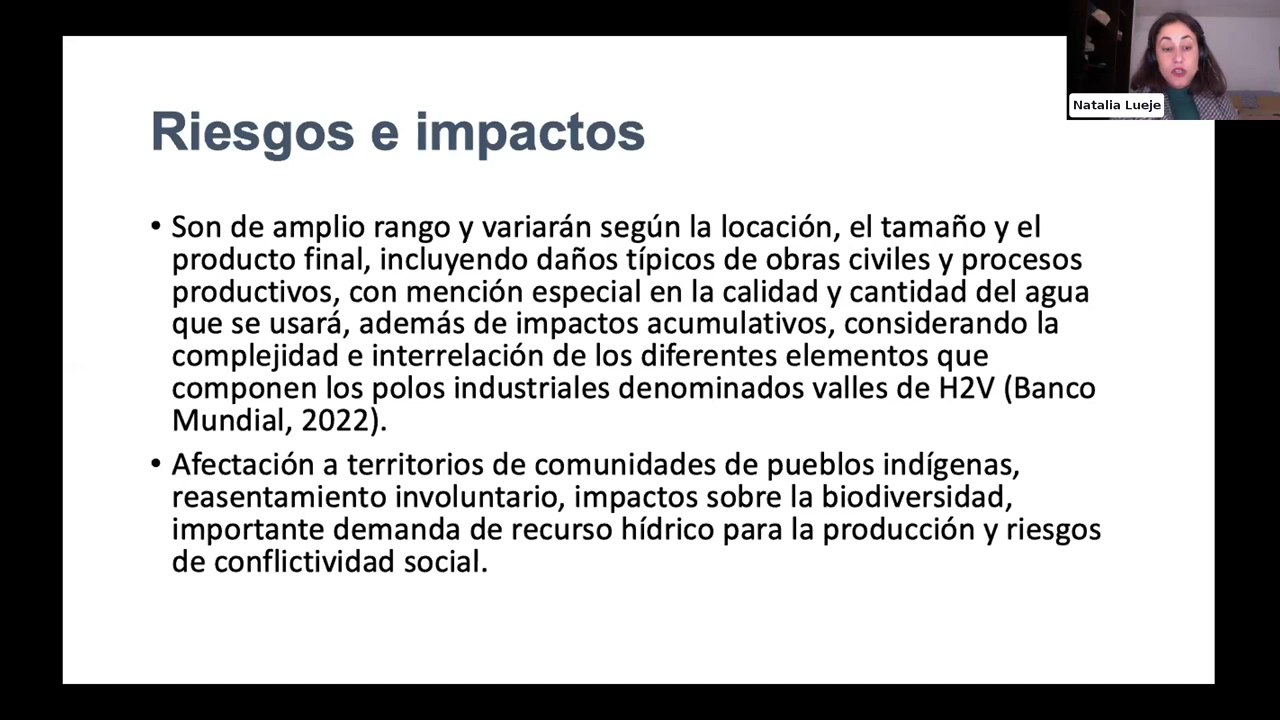 Natalia Lueje
Riesgos e impactos
• Son de amplio rango y variarán según la locación, el tamaño y el
producto final, incluyendo daños típicos de obras civiles y procesos
productivos, con mención especial en la calidad y cantidad del agua
que se usará, además de impactos acumulativos, considerando la
complejidad e interrelación de los diferentes elementos que
componen los polos industriales denominados valles de H2V (Banco
Mundial, 2022).
• Afectación a territorios de comunidades de pueblos indígenas,
reasentamiento involuntario, impactos sobre la biodiversidad,
importante demanda de recurso hídrico para la producción y riesgos
de conflictividad social.